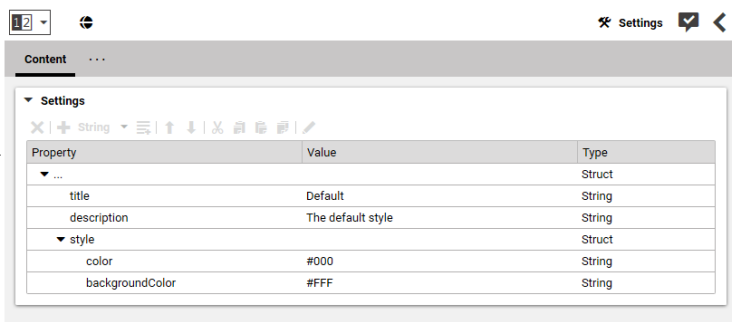 12 Settings
Content ...
Settings
String
Property Value Type
... Struct
title Default String
description The default style String
style Struct
color #000 String
backgroundColor #FFF String